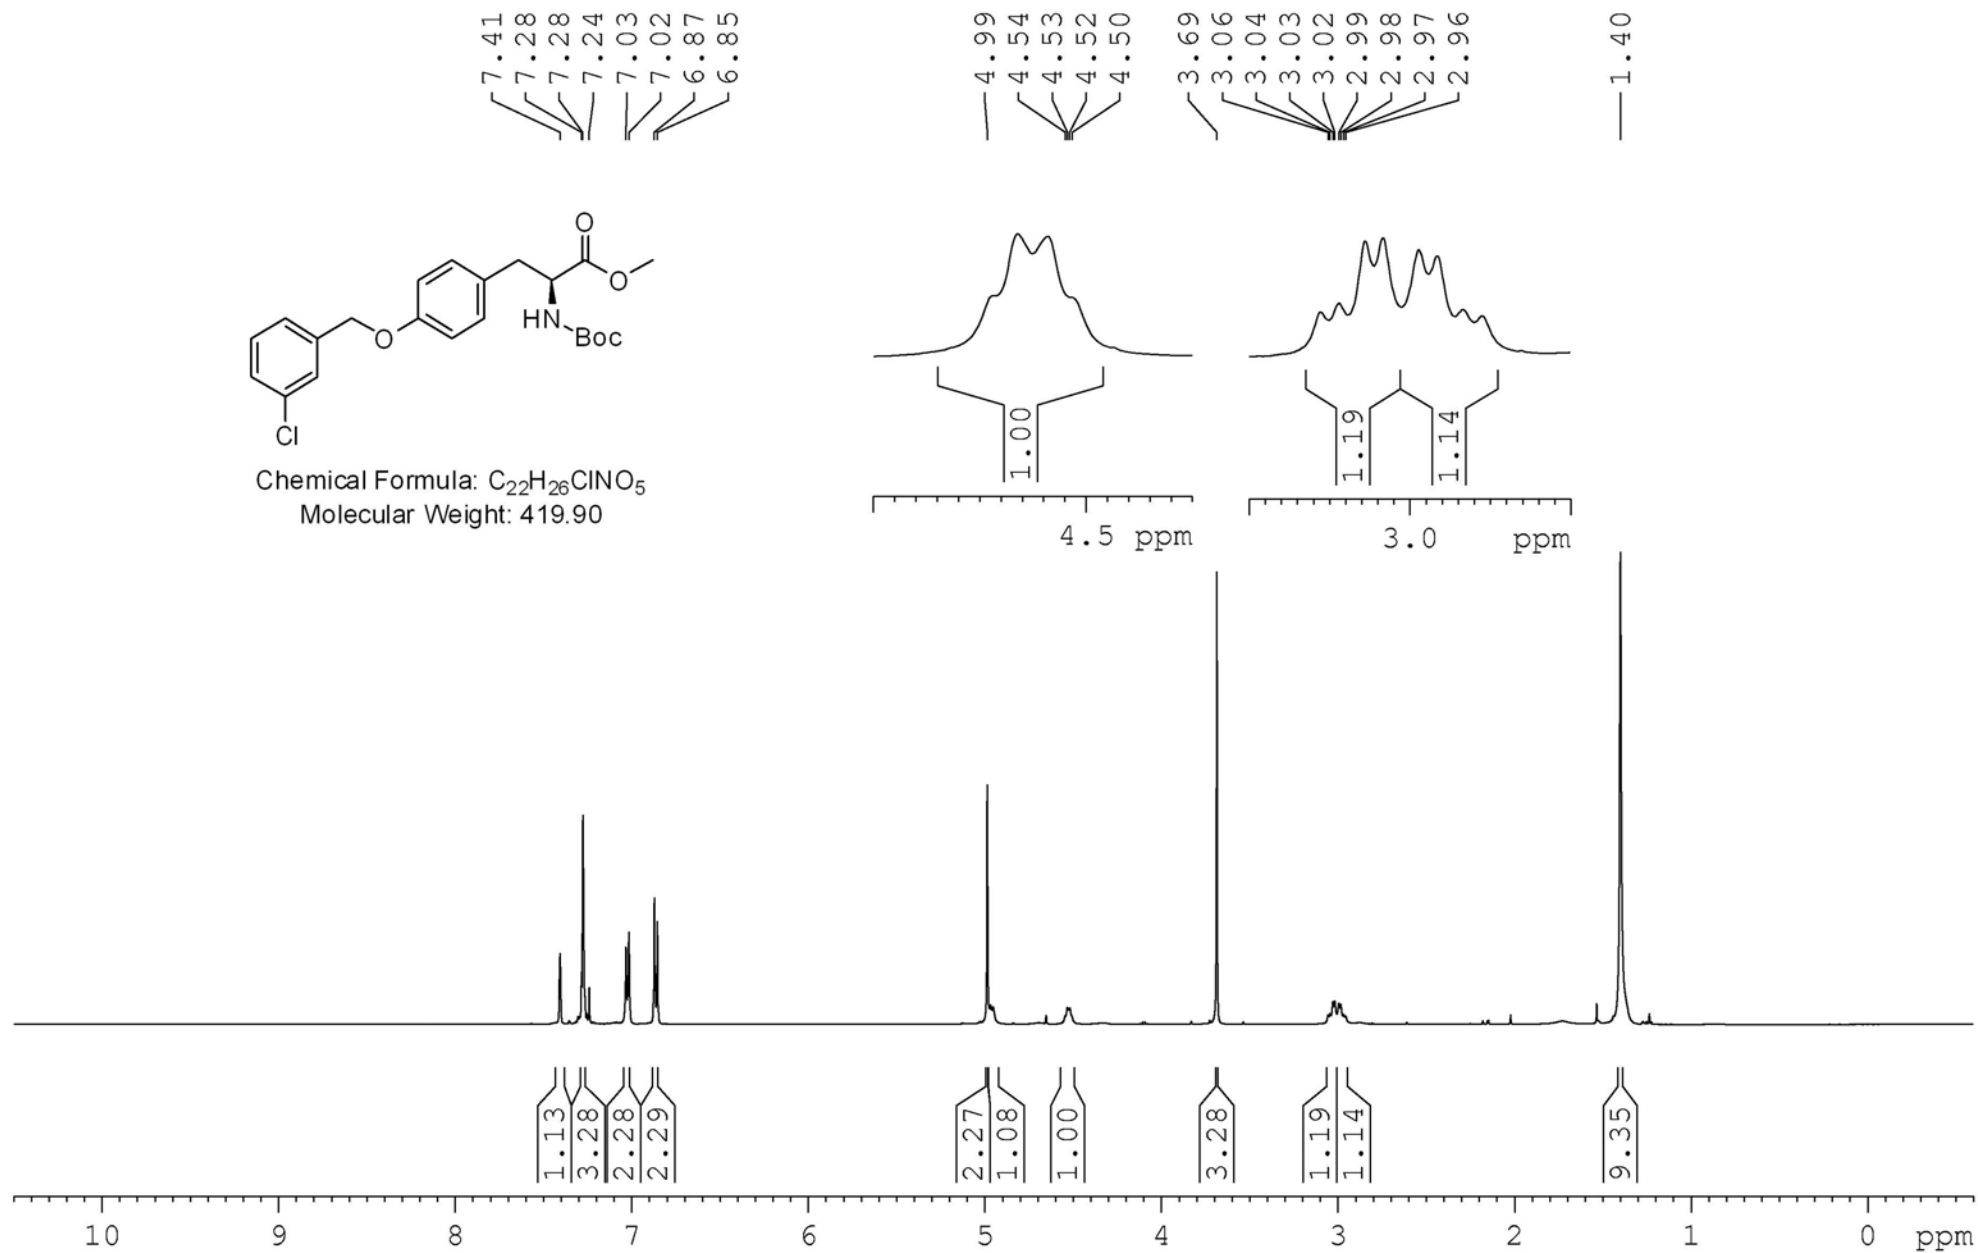 7.41 7.28 7.28 7.24 7.03 7.02 6.87 6.85 4.99 4.54 4.53 4.52 4.50 3.69 3.06 3.04 3.03 3.02 2.99 2.98 2.97 2.96 1.40
O
O
HN
Boc
O
Cl
Chemical Formula: C22H26ClNO5
Molecular Weight: 419.90
1.00
4.5 ppm
1.19 1.14
3.0 ppm
1.13 3.28 2.28 2.29 2.27 1.08 1.00 3.28 1.19 1.14 9.35
10 9 8 7 6 5 4 3 2 1 0 ppm